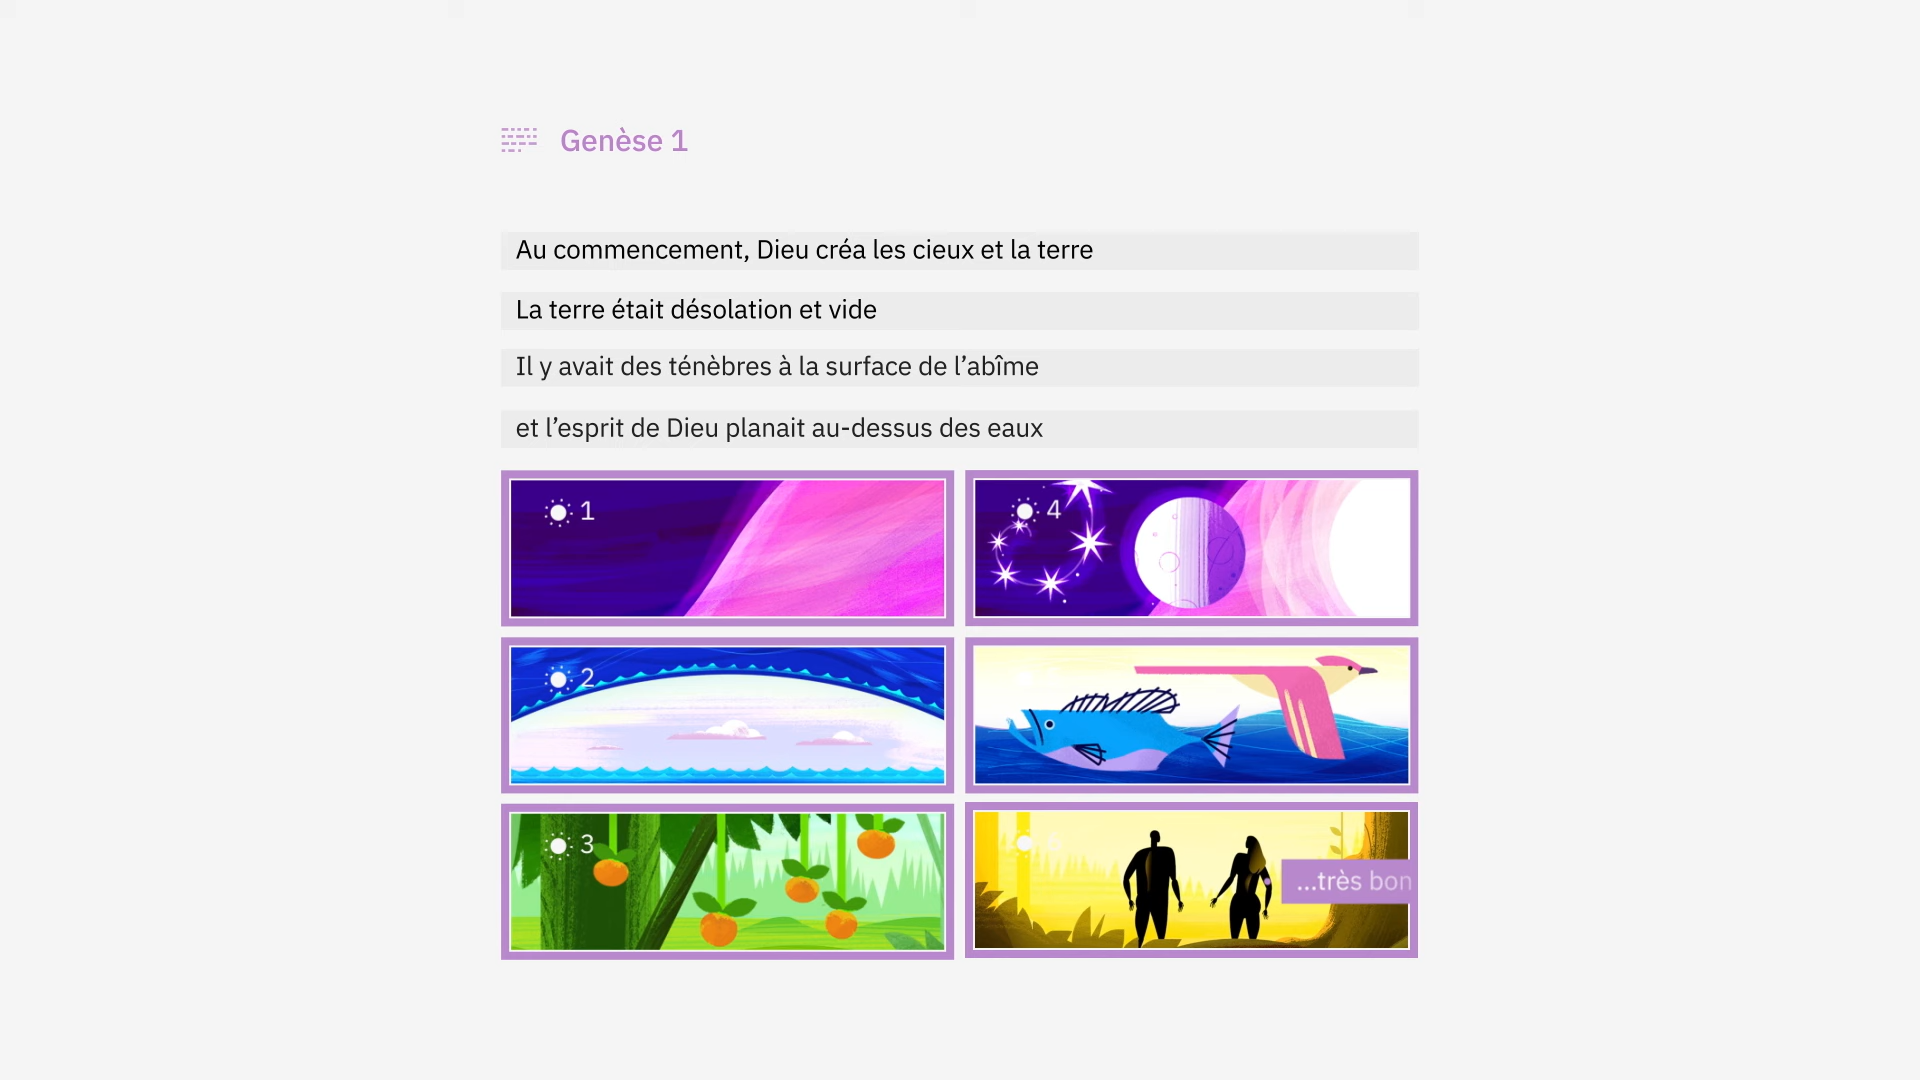 Genèse 1
Au commencement, Dieu créa les cieux et la terre
La terre était désolation et vide
Il y avait des ténèbres à la surface de l’abîme
et l’esprit de Dieu planait au-dessus des eaux
1
4
2
3
6
...très bon